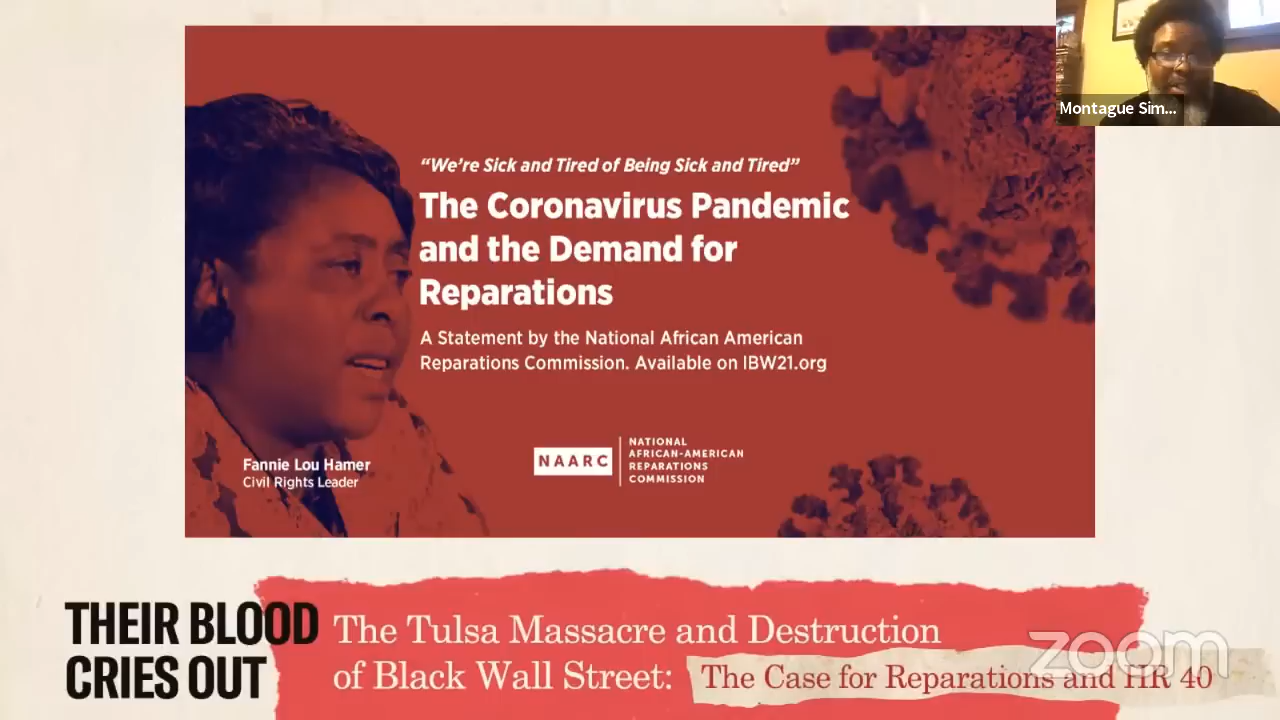 Montague Sim...
“We’re Sick and Tired of Being Sick and Tired”
The Coronavirus Pandemic
and the Demand for
Reparations
A Statement by the National African American
Reparations Commission. Available on IBW21.org
Fannie Lou Hamer
Civil Rights Leader
NAARC
NATIONAL
AFRICAN-AMERICAN
REPARATIONS
COMMISSION
THEIR BLOOD
CRIES OUT
The Tulsa Massacre and Destruction
of Black Wall Street: The Case for Reparations and HR 40
zoom